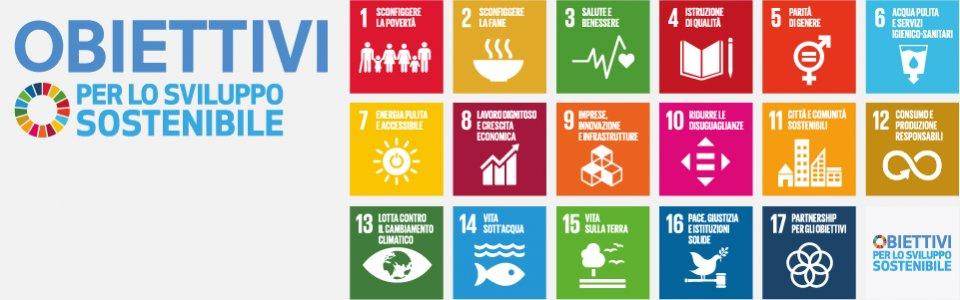 OBIETTIVI
PER LO SVILUPPO
SOSTENIBILE
1 SCONFIGGERE
LA POVERTÀ
2 SCONFIGGERE
LA FAME
3 SALUTE E
BENESSERE
4 ISTRUZIONE
DI QUALITÀ
5 PARITÀ
DI GENERE
6 ACQUA PULITA
E SERVIZI
IGIENICO-SANITARI
7 ENERGIA PULITA
E ACCESSIBILE
8 LAVORO DIGNITOSO
E CRESCITA
ECONOMICA
9 IMPRESE,
INNOVAZIONE
E INFRASTRUTTURE
10 RIDURRE LE
DISUGUAGLIANZE
11 CITTÀ E COMUNITÀ
SOSTENIBILI
12 CONSUMO E
PRODUZIONE
RESPONSABILI
13 LOTTA CONTRO
IL CAMBIAMENTO
CLIMATICO
14 VITA
SOTT'ACQUA
15 VITA
SULLA TERRA
16 PACE, GIUSTIZIA
E ISTITUZIONI
SOLIDE
17 PARTNERSHIP
PER GLI OBIETTIVI
OBIETTIVI
PER LO SVILUPPO
SOSTENIBILE